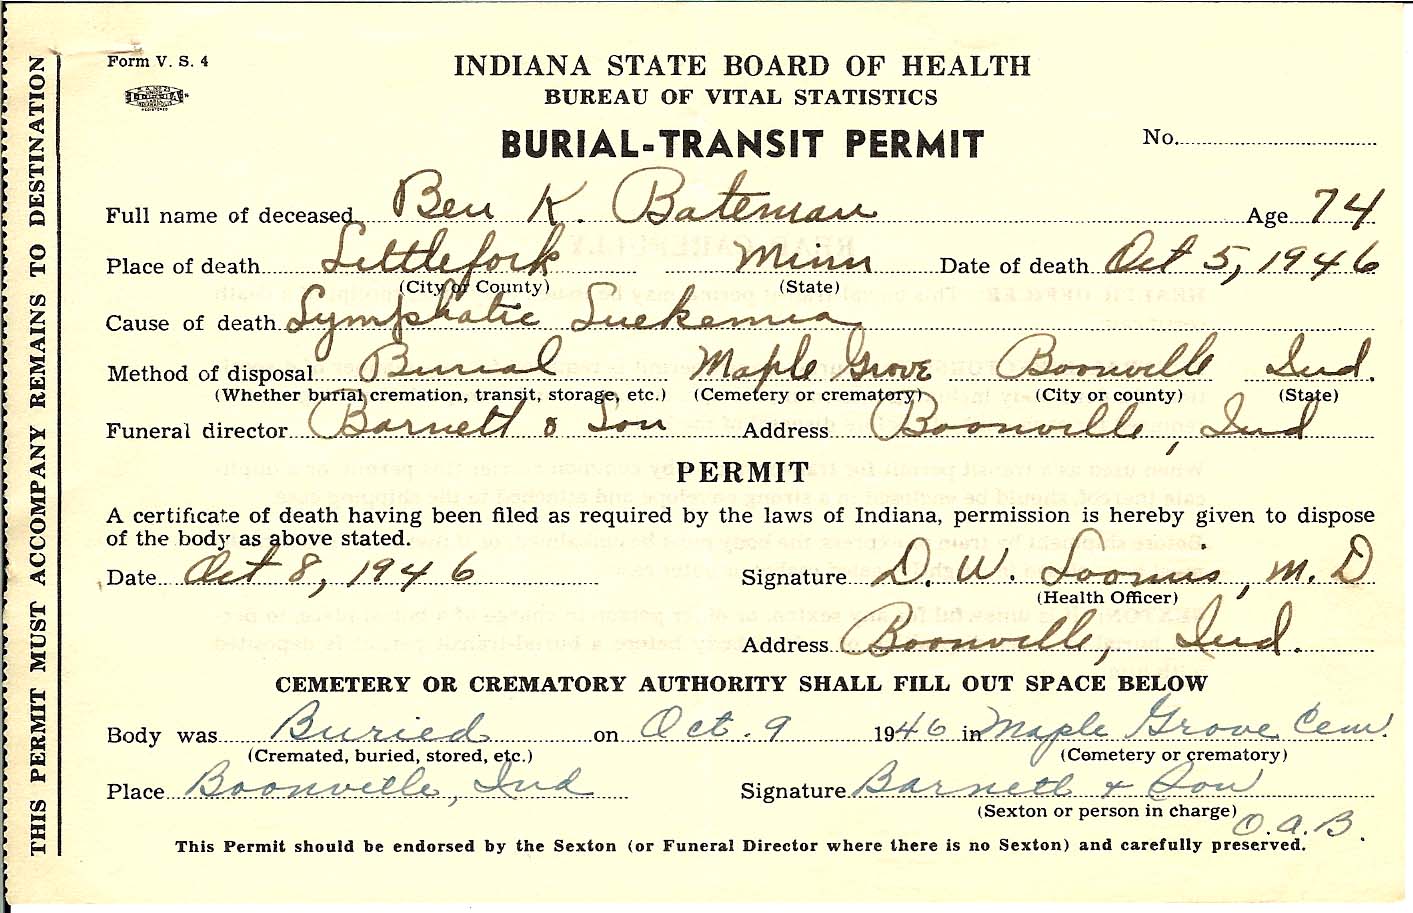 Form V. S. 4
INDIANA STATE BOARD OF HEALTH
BUREAU OF VITAL STATISTICS
BURIAL-TRANSIT PERMIT
No.
Full name of deceased Ben K. Bateman Age 74
Place of death Littlefork Minn Date of death Oct 5, 1946
(City or County) (State)
Cause of death Lymphatic Luekemia
Method of disposal Burial Maple Grove Boonville Ind.
(Whether burial, cremation, transit, storage, etc.) (Cemetery or crematory) (City or county) (State)
Funeral director Barnett & Son Address Boonville, Ind
PERMIT
A certificate of death having been filed as required by the laws of Indiana, permission is hereby given to dispose
of the body as above stated.
Date Oct 8, 1946 Signature D. W. Loomis, M. D
(Health Officer)
Address Boonville, Ind.
CEMETERY OR CREMATORY AUTHORITY SHALL FILL OUT SPACE BELOW
Body was Buried on Oct. 9 1946 in Maple Grove Cem.
(Cremated, buried, stored, etc.) (Cemetery or crematory)
Place Boonville, Ind Signature Barnett & Son
(Sexton or person in charge) O.A.B.
This Permit should be endorsed by the Sexton (or Funeral Director where there is no Sexton) and carefully preserved.
THIS PERMIT MUST ACCOMPANY REMAINS TO DESTINATION